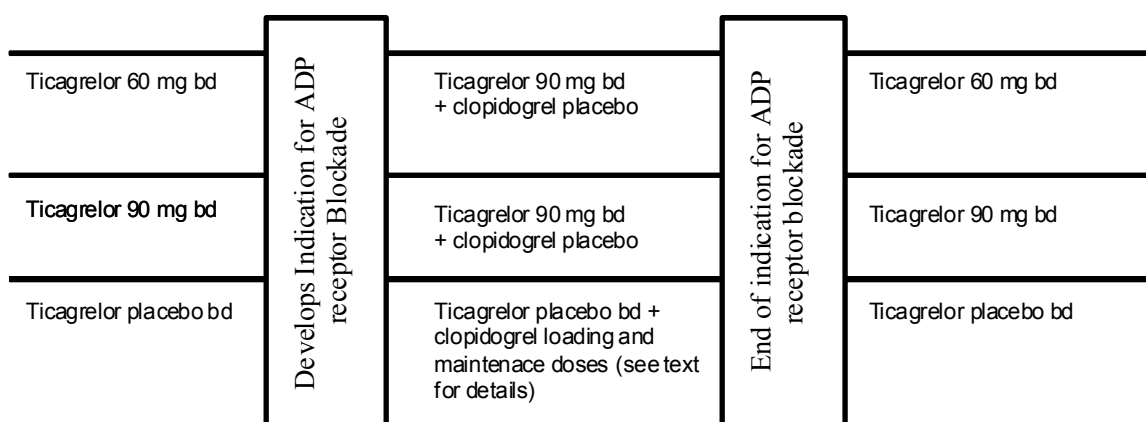 Ticagrelor 60 mg bd
Ticagrelor 90 mg bd
Ticagrelor placebo bd
Develops Indication for ADP
receptor Blockade
Ticagrelor 90 mg bd
+ clopidogrel placebo
Ticagrelor 90 mg bd
+ clopidogrel placebo
Ticagrelor placebo bd +
clopidogrel loading and
maintenace doses (see text
for details)
End of indication for ADP
receptor blockade
Ticagrelor 60 mg bd
Ticagrelor 90 mg bd
Ticagrelor placebo bd